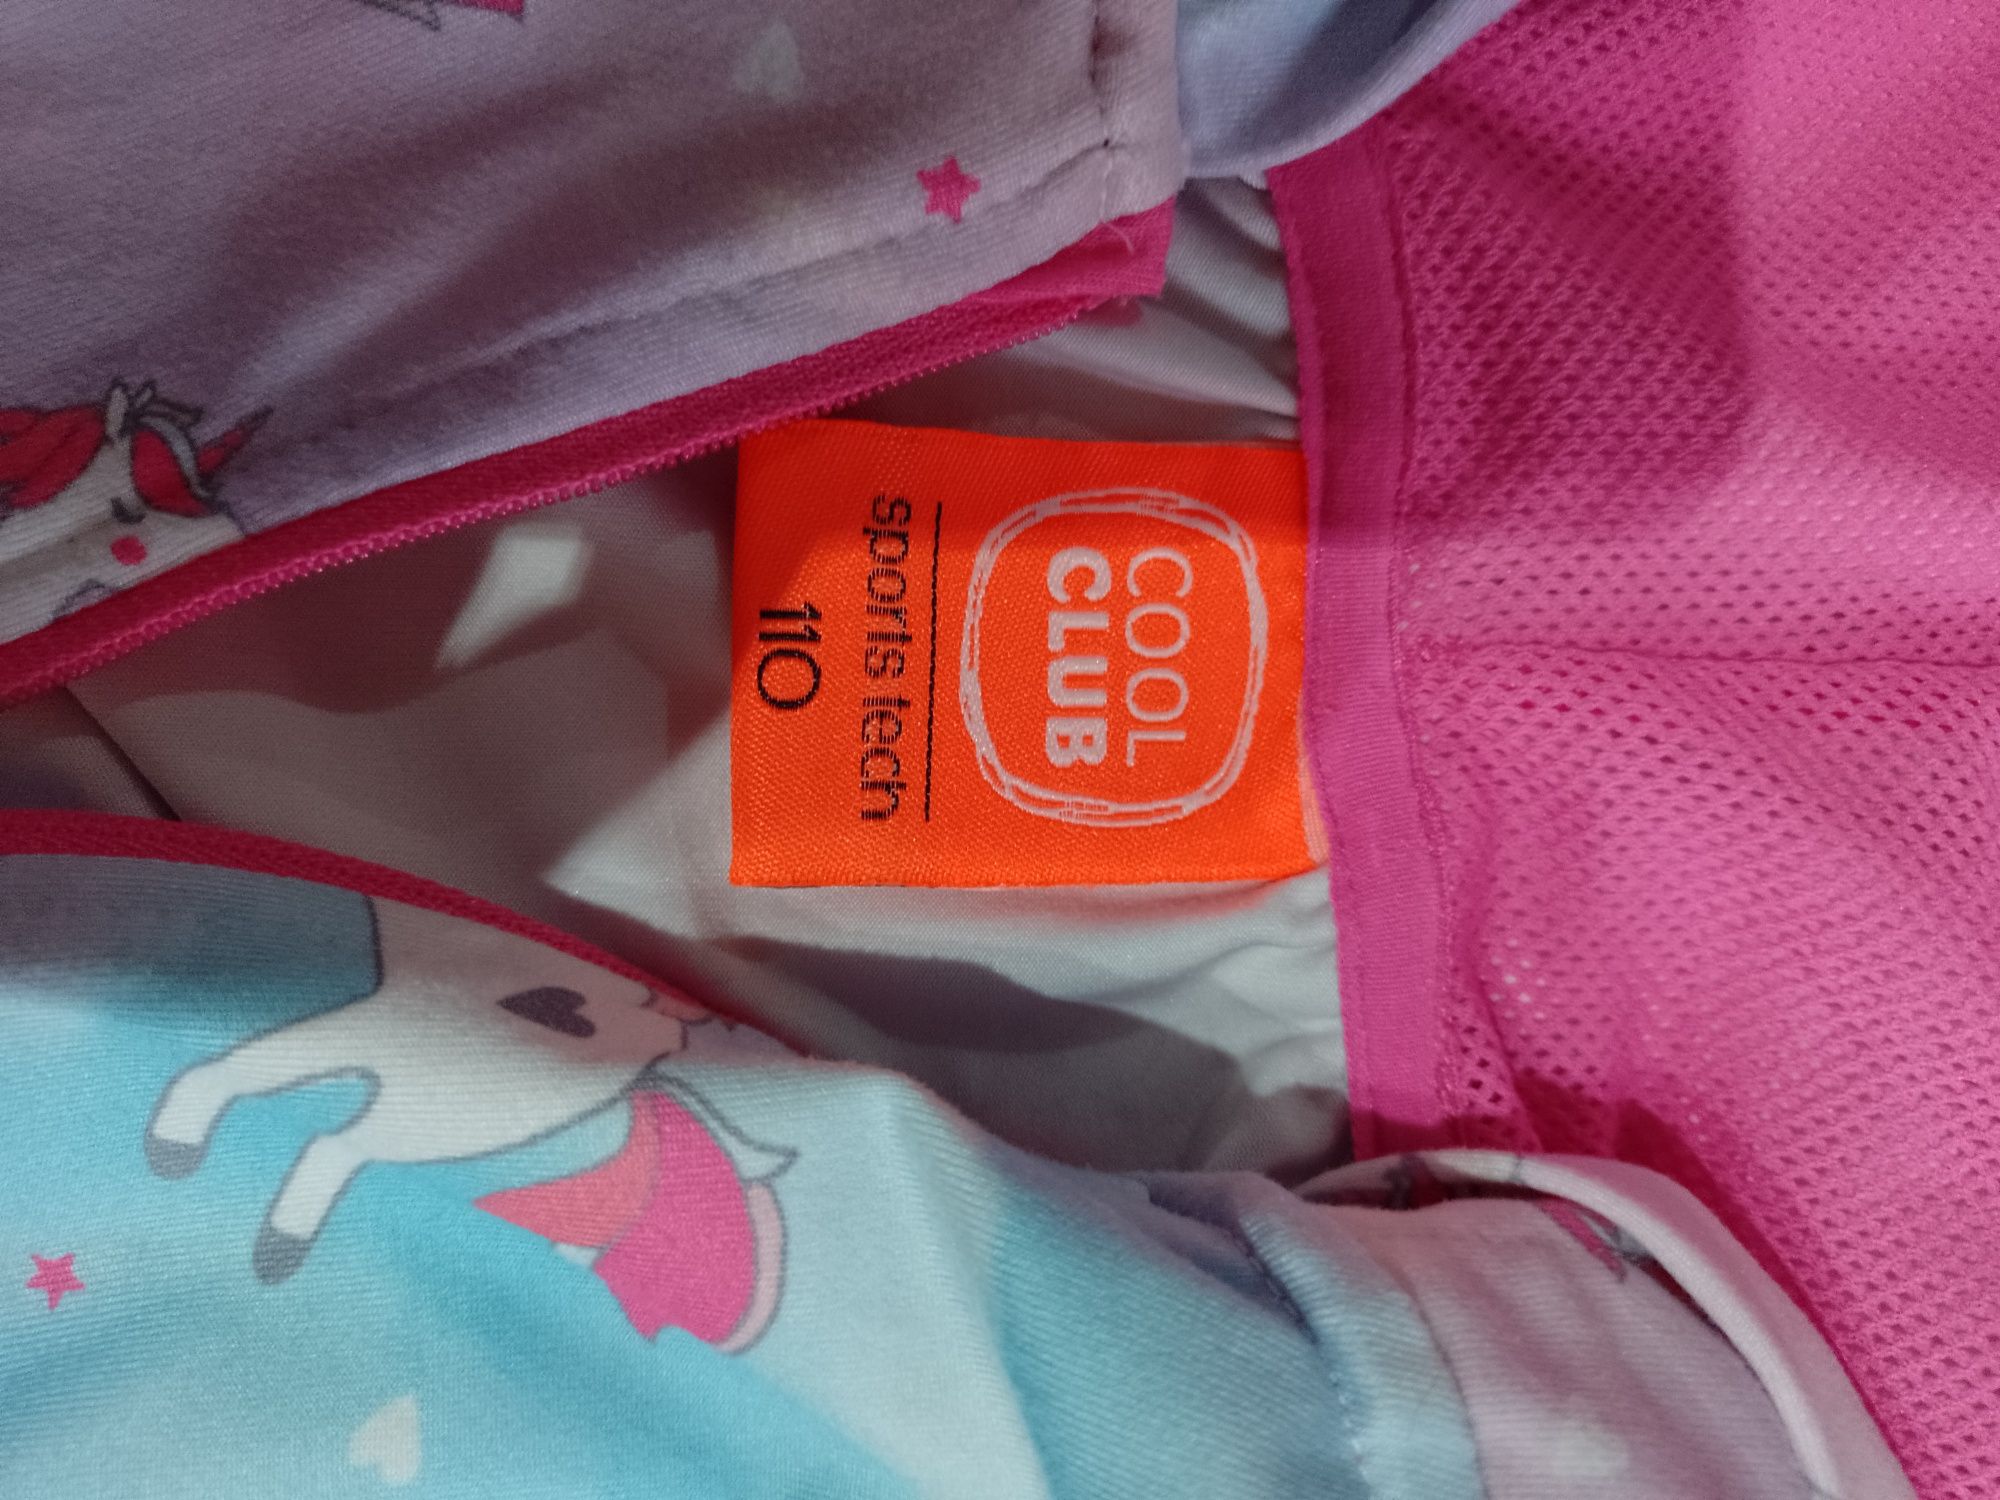 COOL
CLUB
sports tech
110